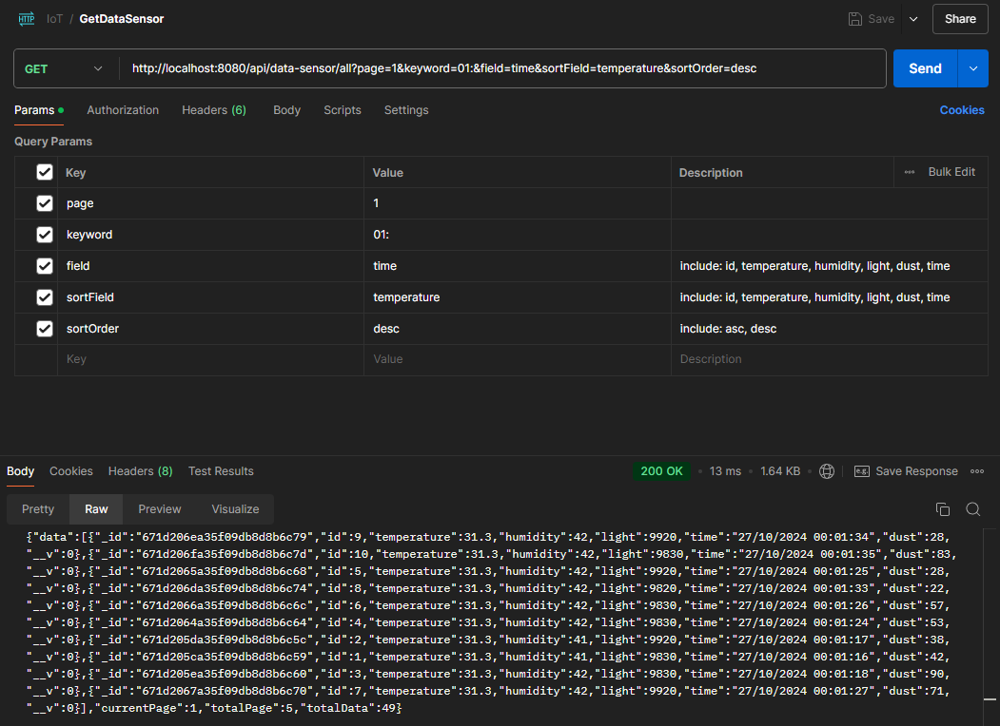 HTTP IoT / GetDataSensor Save Share
GET http://localhost:8080/api/data-sensor/all?page=1&keyword=01:&field=time&sortField=temperature&sortOrder=desc Send
Params Authorization Headers (6) Body Scripts Settings Cookies
Query Params
Key Value Description Bulk Edit
page 1
keyword 01:
field time include: id, temperature, humidity, light, dust, time
sortField temperature include: id, temperature, humidity, light, dust, time
sortOrder desc include: asc, desc
Key Value Description
Body Cookies Headers (8) Test Results 200 OK 13 ms 1.64 KB e.g. Save Response
Pretty Raw Preview Visualize
{"data":[{"_id":"671d206ea35f09db8d8b6c79","id":9,"temperature":31.3,"humidity":42,"light":9920,"time":"27/10/2024 00:01:34","dust":28,
"__v":0},{"_id":"671d206fa35f09db8d8b6c7d","id":10,"temperature":31.3,"humidity":42,"light":9830,"time":"27/10/2024 00:01:35","dust":83,
"__v":0},{"_id":"671d2065a35f09db8d8b6c68","id":5,"temperature":31.3,"humidity":42,"light":9920,"time":"27/10/2024 00:01:25","dust":28,
"__v":0},{"_id":"671d206da35f09db8d8b6c74","id":8,"temperature":31.3,"humidity":42,"light":9820,"time":"27/10/2024 00:01:33","dust":22,
"__v":0},{"_id":"671d2066a35f09db8d8b6c6c","id":6,"temperature":31.3,"humidity":42,"light":9830,"time":"27/10/2024 00:01:26","dust":57,
"__v":0},{"_id":"671d2064a35f09db8d8b6c64","id":4,"temperature":31.3,"humidity":42,"light":9830,"time":"27/10/2024 00:01:24","dust":53,
"__v":0},{"_id":"671d205da35f09db8d8b6c5c","id":2,"temperature":31.3,"humidity":41,"light":9920,"time":"27/10/2024 00:01:17","dust":38,
"__v":0},{"_id":"671d205ca35f09db8d8b6c59","id":1,"temperature":31.3,"humidity":41,"light":9830,"time":"27/10/2024 00:01:16","dust":42,
"__v":0},{"_id":"671d205ea35f09db8d8b6c60","id":3,"temperature":31.3,"humidity":42,"light":9830,"time":"27/10/2024 00:01:18","dust":90,
"__v":0},{"_id":"671d2067a35f09db8d8b6c70","id":7,"temperature":31.3,"humidity":42,"light":9920,"time":"27/10/2024 00:01:27","dust":71,
"__v":0}],"currentPage":1,"totalPage":5,"totalData":49}